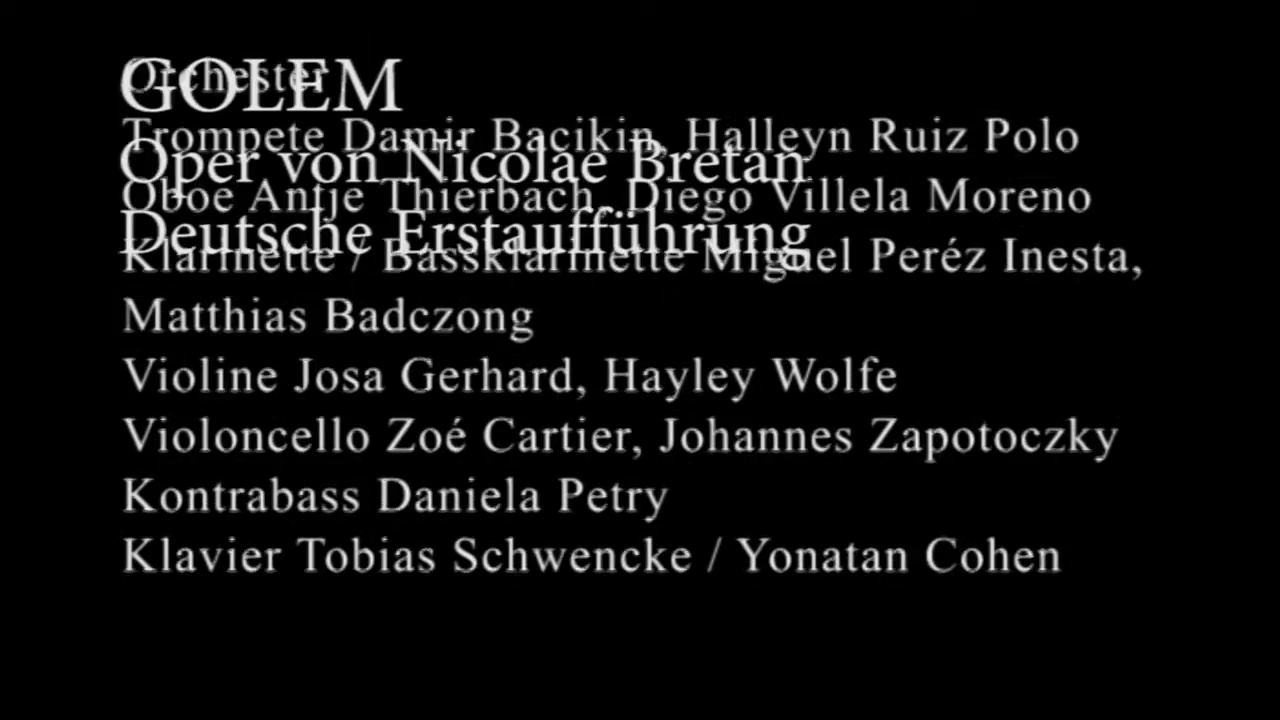 Orchester
GOLEM
Trompete Damir Bacikin, Halleyn Ruiz Polo
Oper von Nicolae Bretan
Oboe Antje Thierbach, Diego Villela Moreno
Deutsche Erstaufführung
Klarinette / Bassklarinette Miguel Peréz Inesta,
Matthias Badczong
Violine Josa Gerhard, Hayley Wolfe
Violoncello Zoé Cartier, Johannes Zapotoczky
Kontrabass Daniela Petry
Klavier Tobias Schwencke / Yonatan Cohen